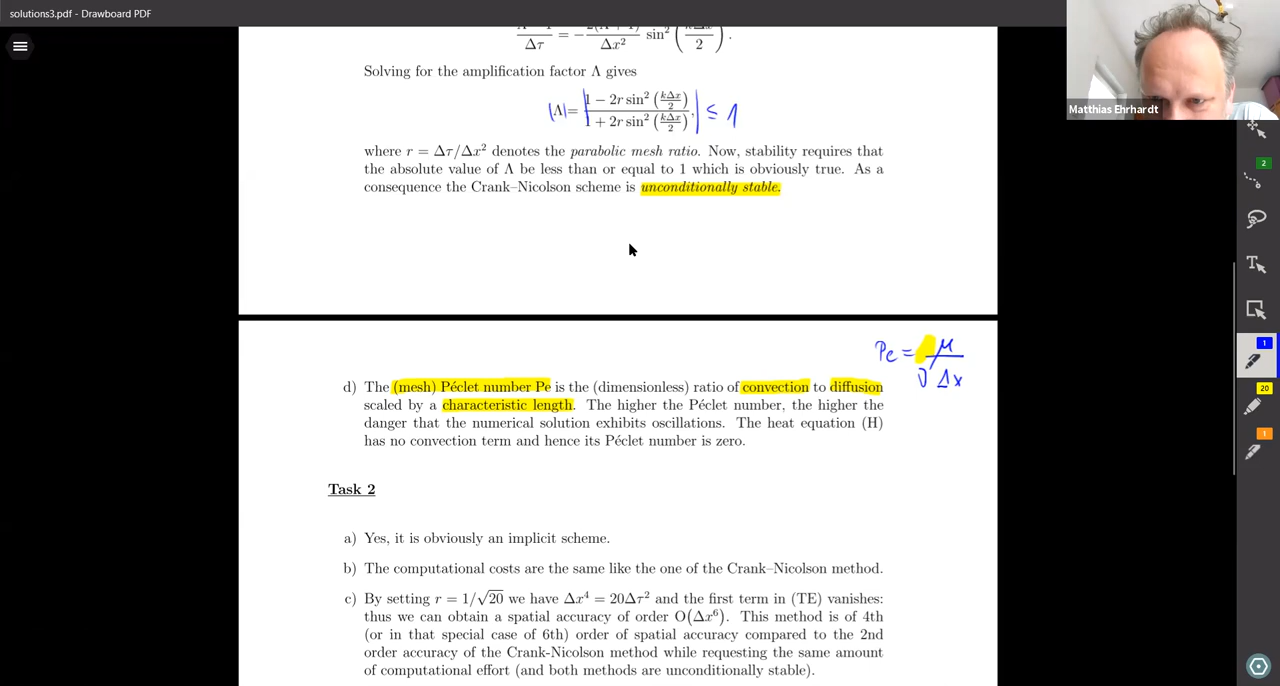 solutions3.pdf - Drawboard PDF
Δτ = − Δx² sin² ( 2 ) .
Solving for the amplification factor Λ gives
|Λ| = | 1 − 2r sin² (kΔx/2) / 1 + 2r sin² (kΔx/2) , | ≤ 1
where r = Δτ/Δx² denotes the parabolic mesh ratio. Now, stability requires that
the absolute value of Λ be less than or equal to 1 which is obviously true. As a
consequence the Crank–Nicolson scheme is unconditionally stable.
Matthias Ehrhardt
2
1
20
1
Pe = μ / Δx
d) The (mesh) Péclet number Pe is the (dimensionless) ratio of convection to diffusion
scaled by a characteristic length. The higher the Péclet number, the higher the
danger that the numerical solution exhibits oscillations. The heat equation (H)
has no convection term and hence its Péclet number is zero.
Task 2
a) Yes, it is obviously an implicit scheme.
b) The computational costs are the same like the one of the Crank–Nicolson method.
c) By setting r = 1/√20 we have Δx⁴ = 20Δτ² and the first term in (TE) vanishes:
thus we can obtain a spatial accuracy of order O(Δx⁶). This method is of 4th
(or in that special case of 6th) order of spatial accuracy compared to the 2nd
order accuracy of the Crank-Nicolson method while requesting the same amount
of computational effort (and both methods are unconditionally stable).